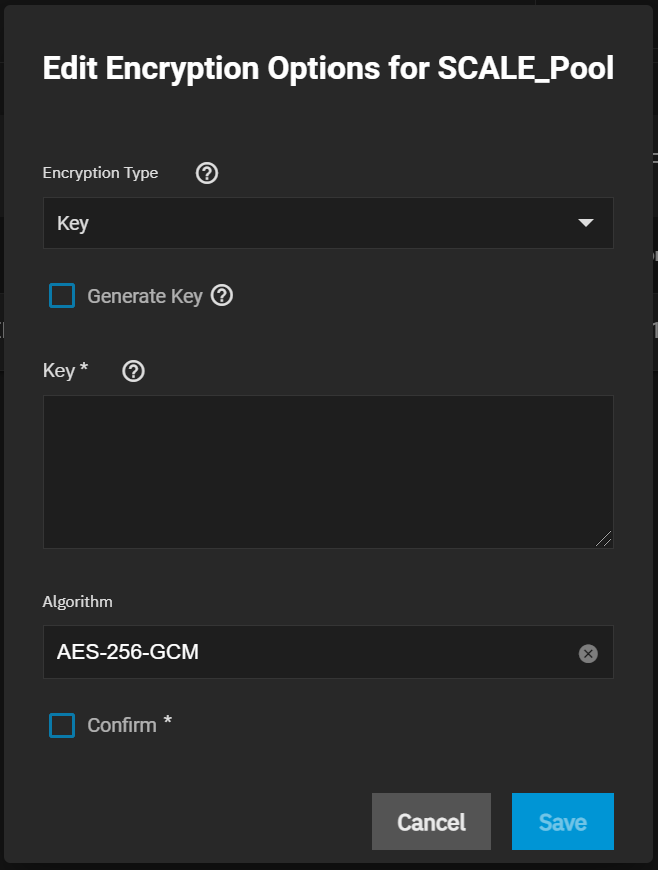 Edit Encryption Options for SCALE_Pool
Encryption Type
Key
Generate Key
Key *
Algorithm
AES-256-GCM
Confirm *
Cancel
Save